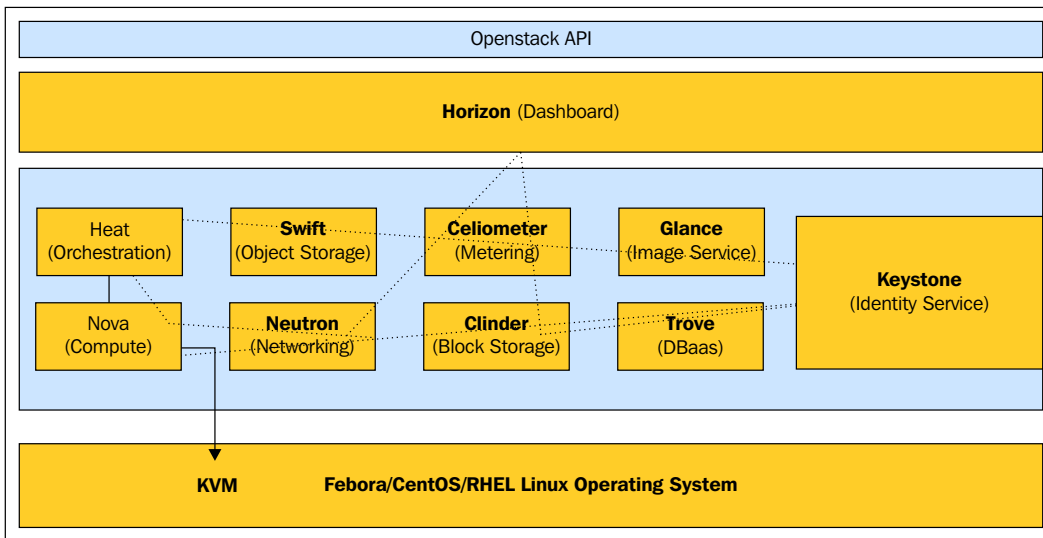 Openstack API
Horizon (Dashboard)
Heat
(Orchestration)
Swift
(Object Storage)
Celiometer
(Metering)
Glance
(Image Service)
Keystone
(Identity Service)
Nova
(Compute)
Neutron
(Networking)
Clinder
(Block Storage)
Trove
(DBaas)
KVM
Febora/CentOS/RHEL Linux Operating System